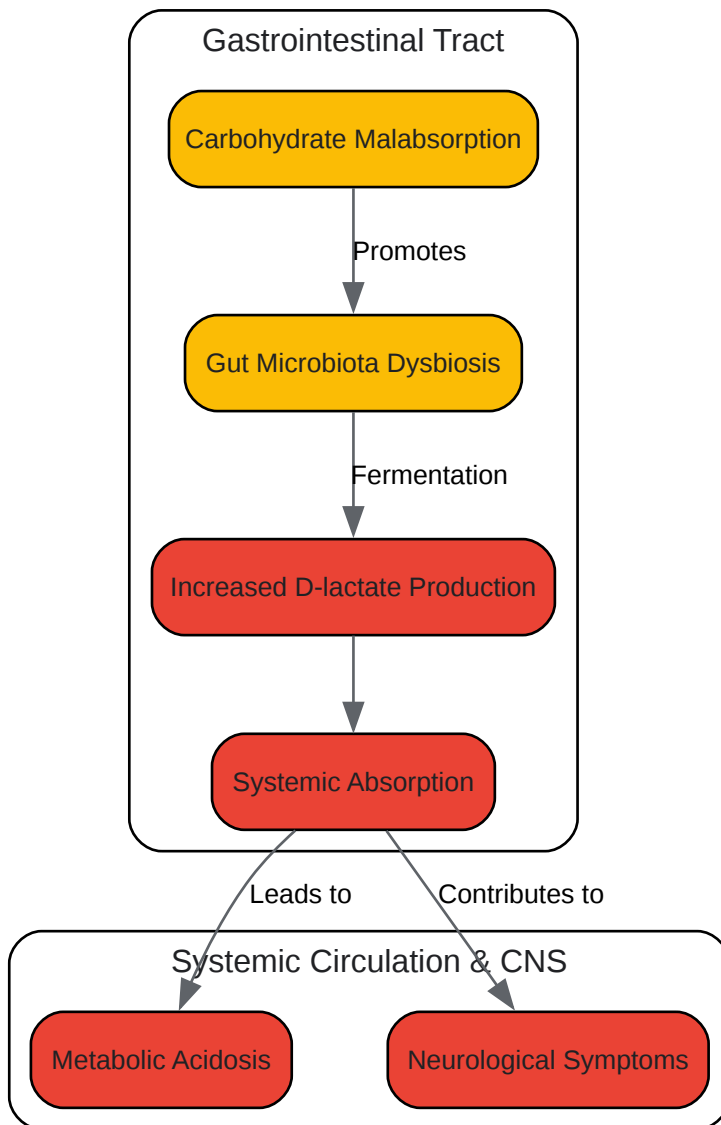 Gastrointestinal Tract
Carbohydrate Malabsorption
Promotes
Gut Microbiota Dysbiosis
Fermentation
Increased D-lactate Production
Systemic Absorption
Leads to
Contributes to
Systemic Circulation & CNS
Metabolic Acidosis
Neurological Symptoms